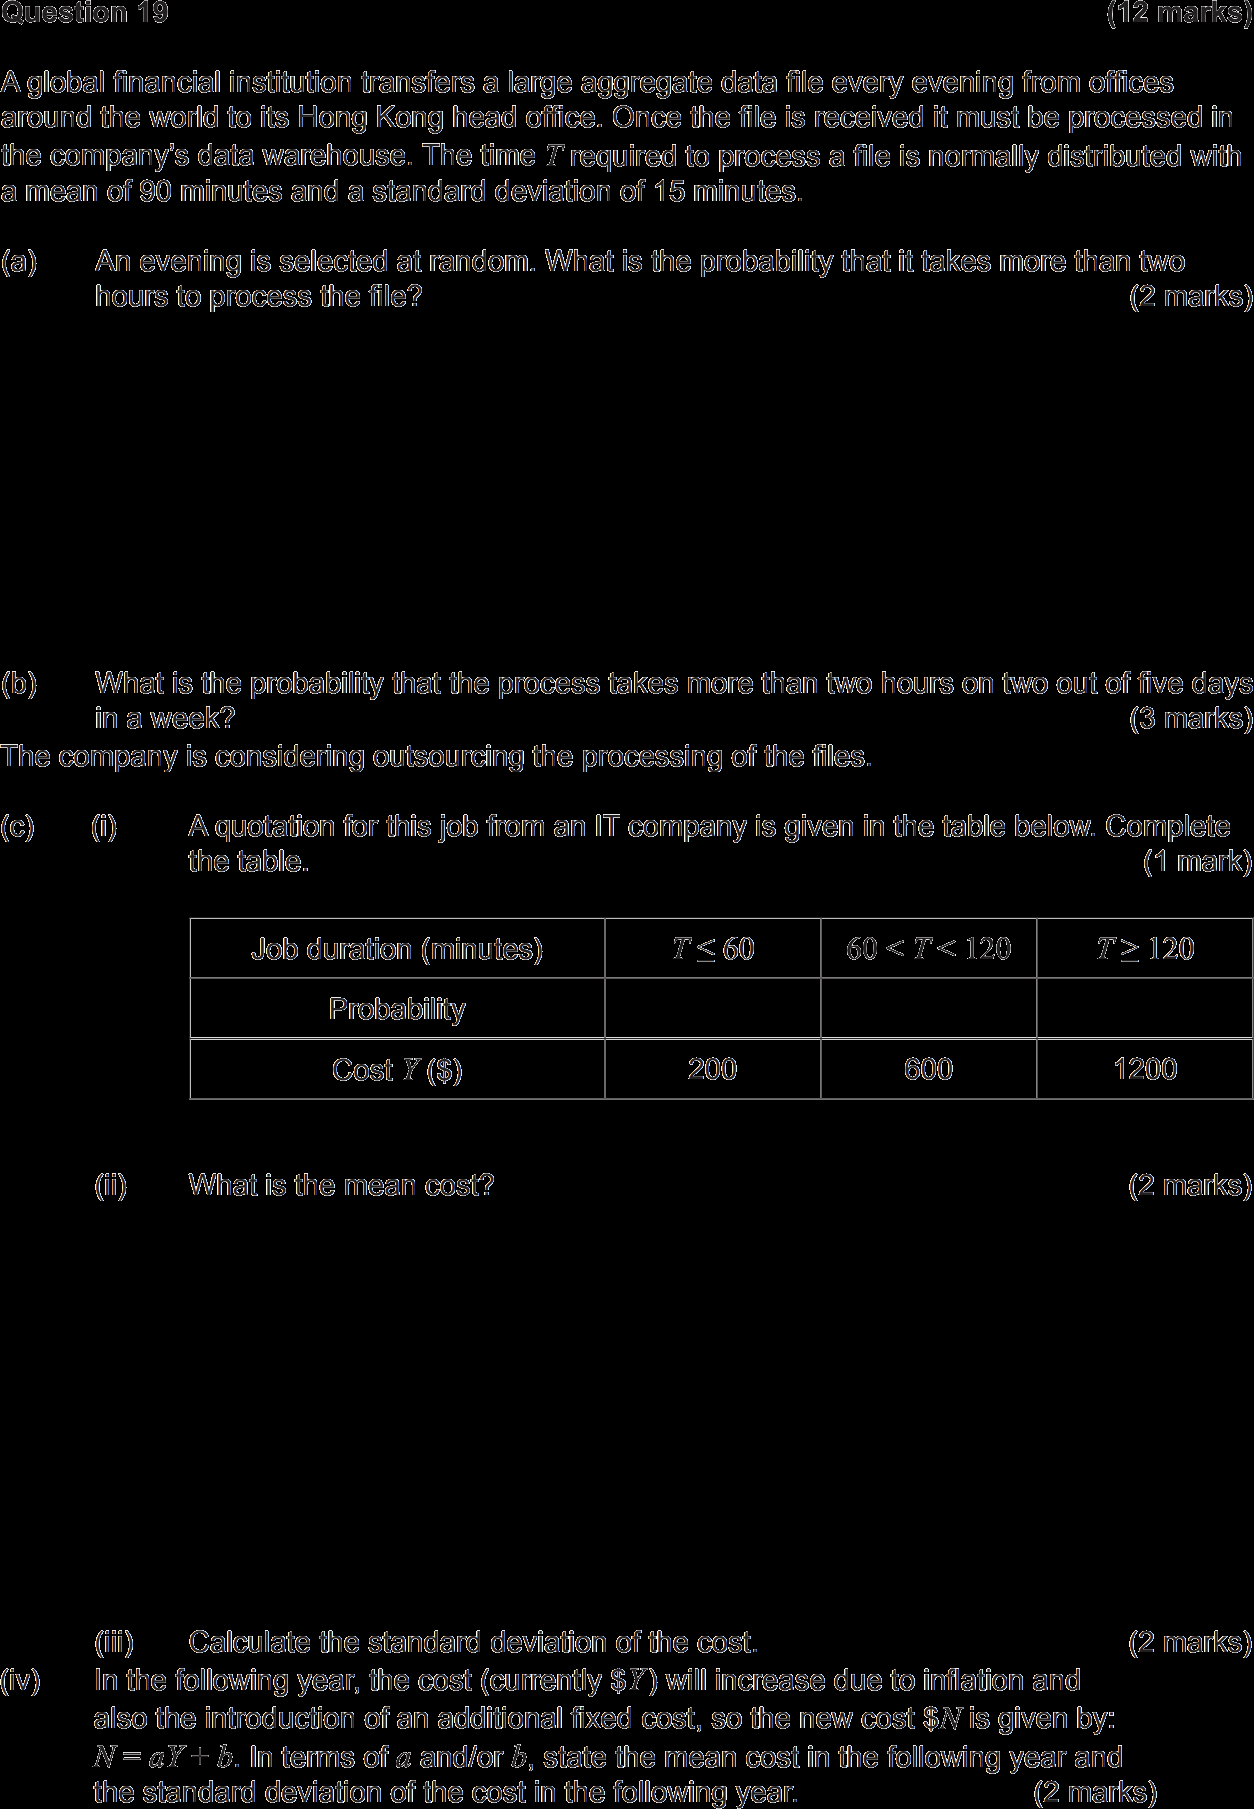 Question 19 (12 marks)
A global financial institution transfers a large aggregate data file every evening from offices
around the world to its Hong Kong head office. Once the file is received it must be processed in
the company's data warehouse. The time T required to process a file is normally distributed with
a mean of 90 minutes and a standard deviation of 15 minutes.
(a) An evening is selected at random. What is the probability that it takes more than two
hours to process the file? (2 marks)
(b) What is the probability that the process takes more than two hours on two out of five days
in a week? (3 marks)
The company is considering outsourcing the processing of the files.
(c) (i) A quotation for this job from an IT company is given in the table below. Complete
the table. (1 mark)
Job duration (minutes) T ≤ 60 60 < T < 120 T ≥ 120
Probability
Cost Y ($) 200 600 1200
(ii) What is the mean cost? (2 marks)
(iii) Calculate the standard deviation of the cost. (2 marks)
(iv) In the following year, the cost (currently $Y) will increase due to inflation and
also the introduction of an additional fixed cost, so the new cost $N is given by:
N = aY + b. In terms of a and/or b, state the mean cost in the following year and
the standard deviation of the cost in the following year. (2 marks)